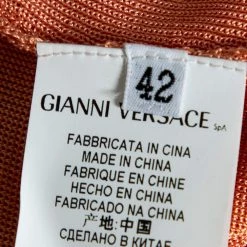 42
GIANNI VERSACE SpA
FABBRICATA IN CINA
MADE IN CHINA
FABRIQUE EN CHINE
HECHO EN CHINA
PRODUTO NA CHINA
产地:中国
СДЕЛАНО В КИТАЕ